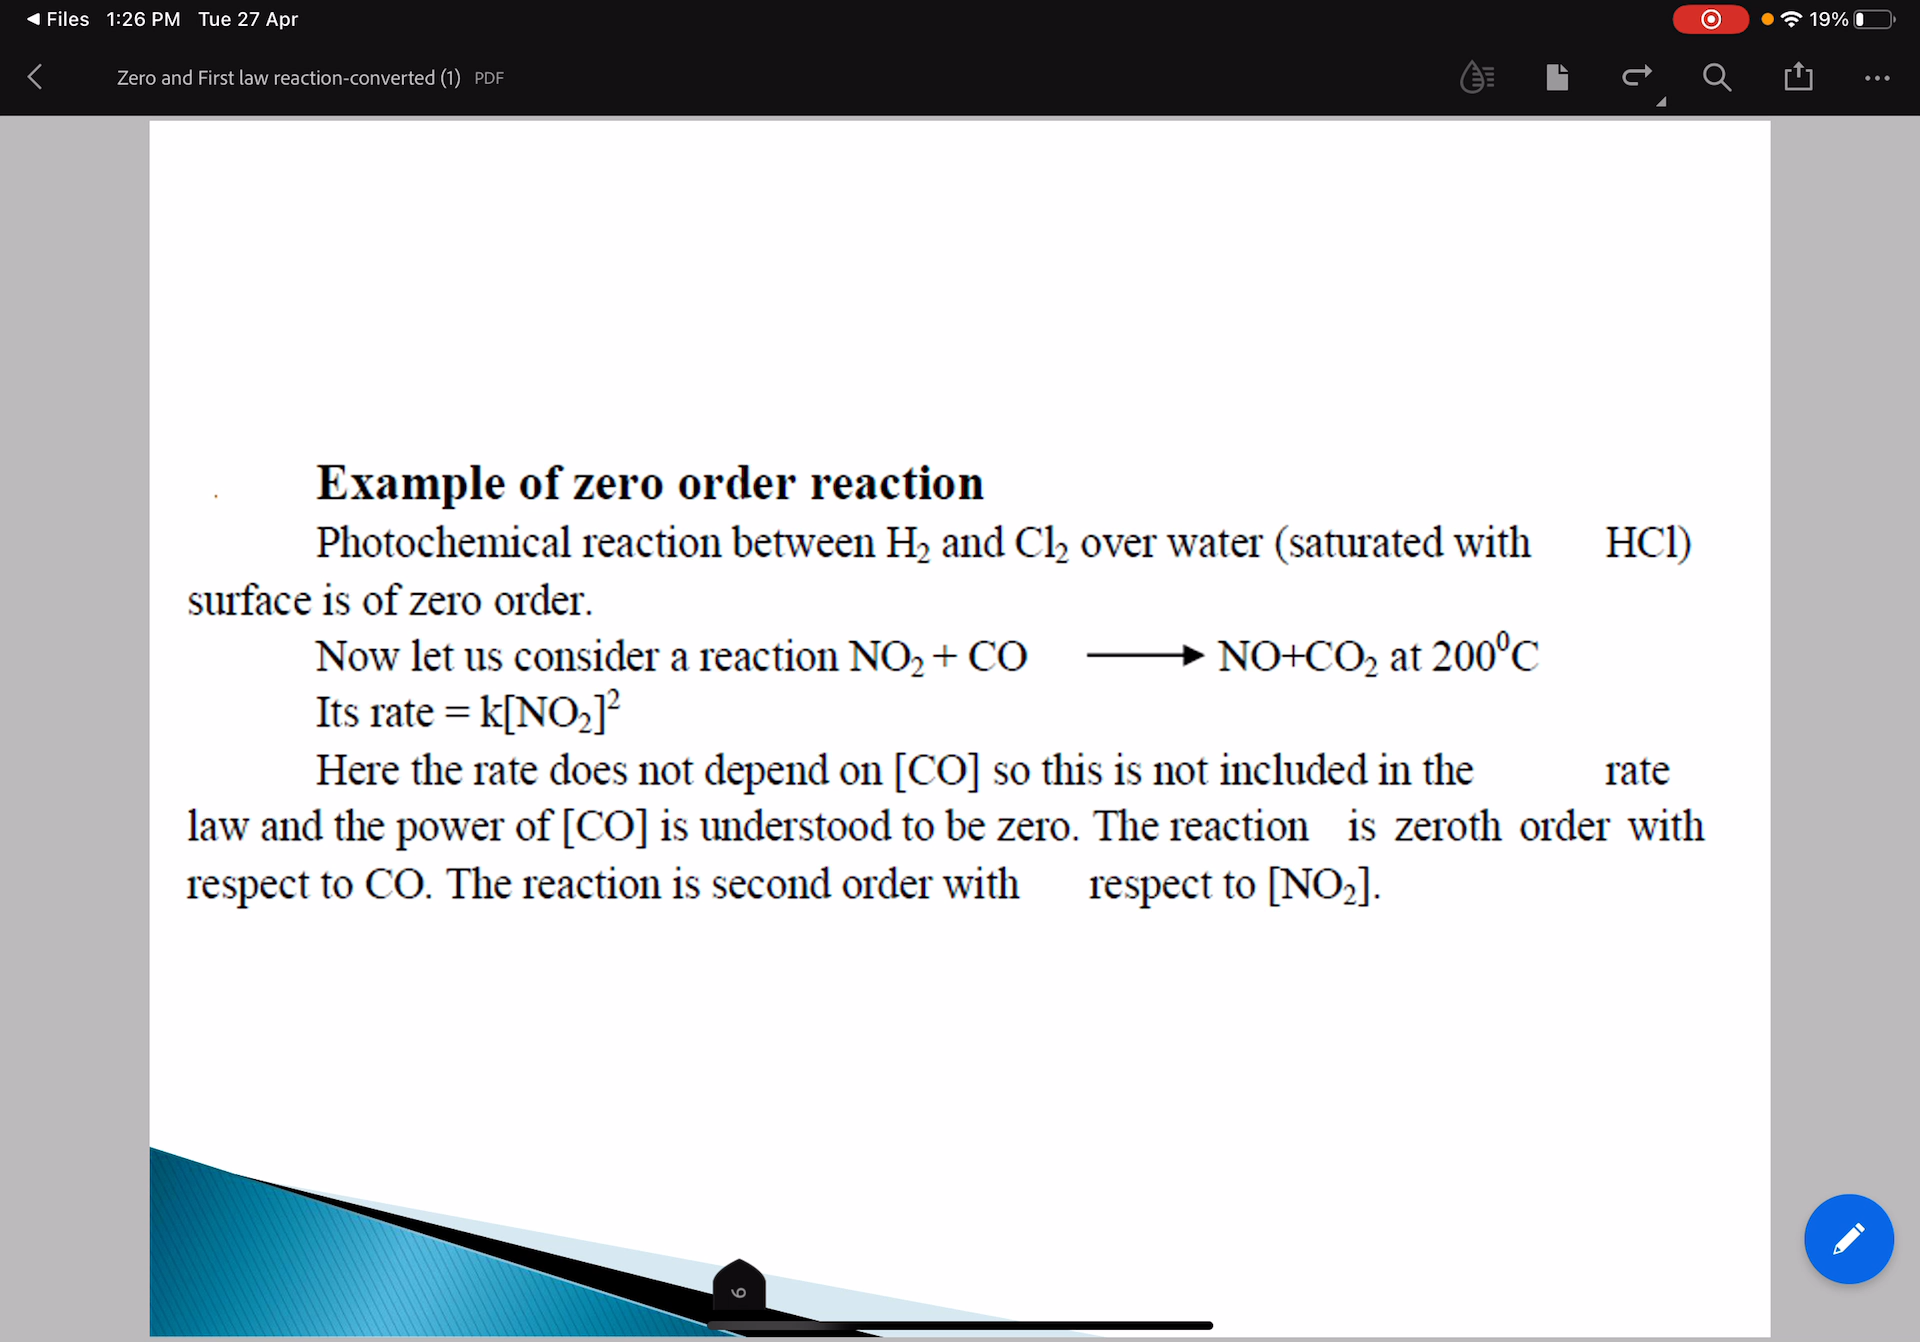 ◀ Files 1:26 PM Tue 27 Apr 19%
Zero and First law reaction-converted (1) PDF
Example of zero order reaction
Photochemical reaction between H₂ and Cl₂ over water (saturated with HCl)
surface is of zero order.
Now let us consider a reaction NO₂ + CO ⟶ NO+CO₂ at 200⁰C
Its rate = k[NO₂]²
Here the rate does not depend on [CO] so this is not included in the rate
law and the power of [CO] is understood to be zero. The reaction is zeroth order with
respect to CO. The reaction is second order with respect to [NO₂].